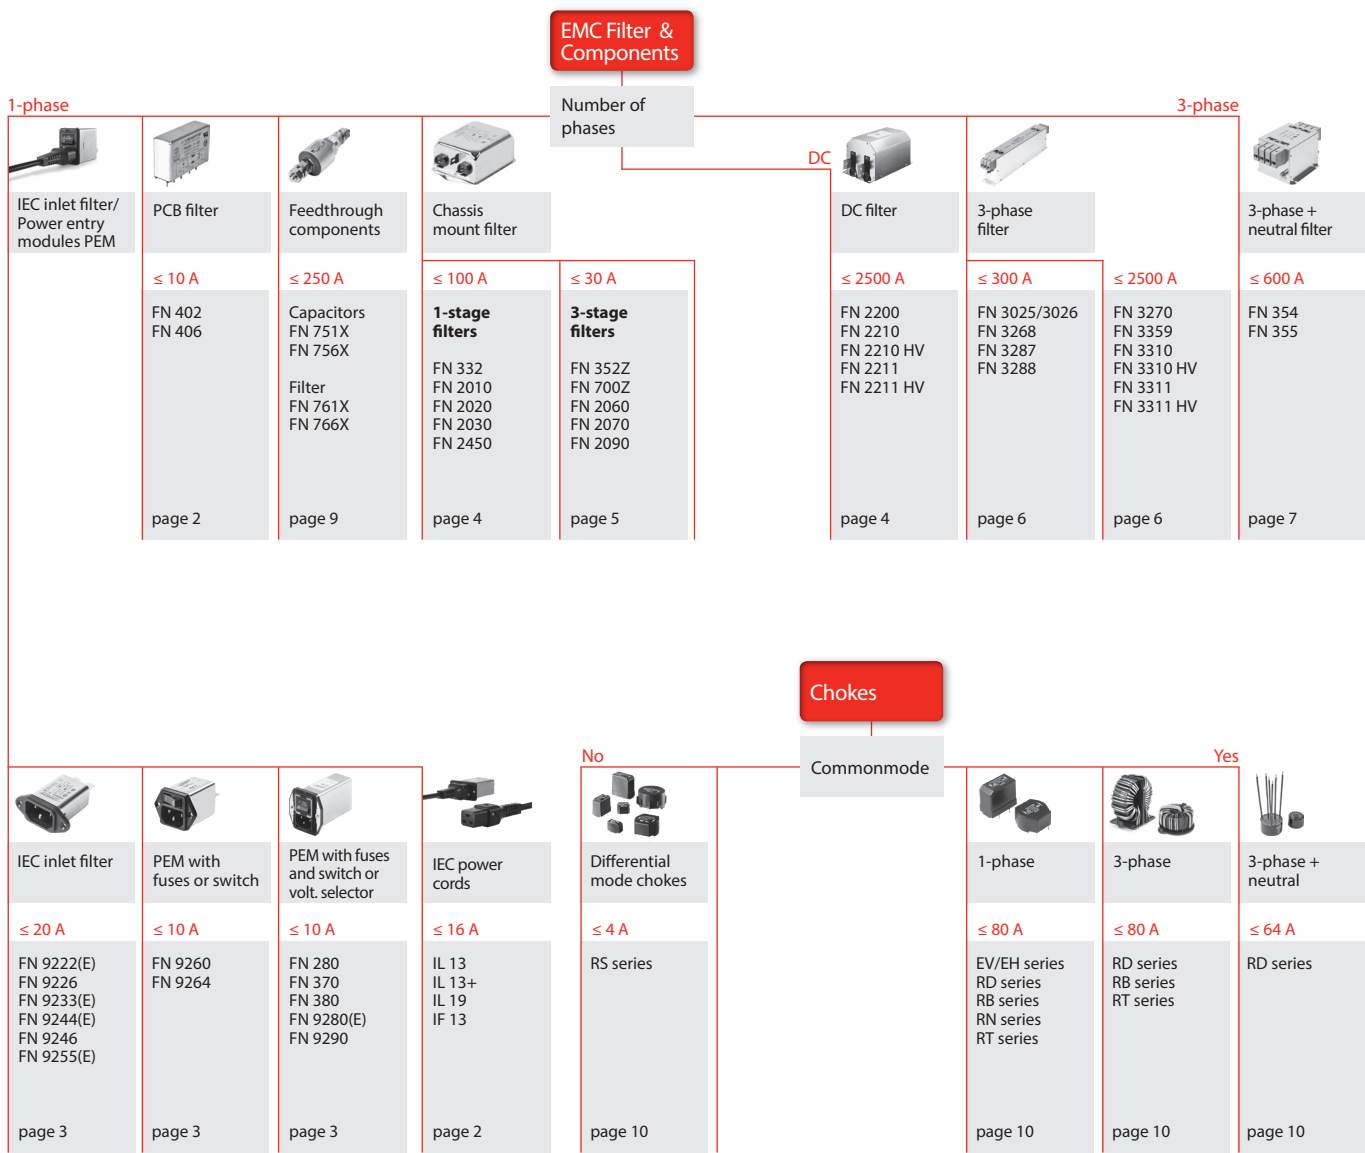 EMC Filter &
Components
Number of
phases
1-phase
3-phase
DC
IEC inlet filter/
Power entry
modules PEM
PCB filter
≤ 10 A
FN 402
FN 406
page 2
Feedthrough
components
≤ 250 A
Capacitors
FN 751X
FN 756X
Filter
FN 761X
FN 766X
page 9
Chassis
mount filter
≤ 100 A
1-stage
filters
FN 332
FN 2010
FN 2020
FN 2030
FN 2450
page 4
≤ 30 A
3-stage
filters
FN 352Z
FN 700Z
FN 2060
FN 2070
FN 2090
page 5
DC filter
≤ 2500 A
FN 2200
FN 2210
FN 2210 HV
FN 2211
FN 2211 HV
page 4
3-phase
filter
≤ 300 A
FN 3025/3026
FN 3268
FN 3287
FN 3288
page 6
≤ 2500 A
FN 3270
FN 3359
FN 3310
FN 3310 HV
FN 3311
FN 3311 HV
page 6
3-phase +
neutral filter
≤ 600 A
FN 354
FN 355
page 7
IEC inlet filter
≤ 20 A
FN 9222(E)
FN 9226
FN 9233(E)
FN 9244(E)
FN 9246
FN 9255(E)
page 3
PEM with
fuses or switch
≤ 10 A
FN 9260
FN 9264
page 3
PEM with fuses
and switch or
volt. selector
≤ 10 A
FN 280
FN 370
FN 380
FN 9280(E)
FN 9290
page 3
IEC power
cords
≤ 16 A
IL 13
IL 13+
IL 19
IF 13
page 2
Chokes
Commonmode
No
Yes
Differential
mode chokes
≤ 4 A
RS series
page 10
1-phase
≤ 80 A
EV/EH series
RD series
RB series
RN series
RT series
page 10
3-phase
≤ 80 A
RD series
RB series
RT series
page 10
3-phase +
neutral
≤ 64 A
RD series
page 10